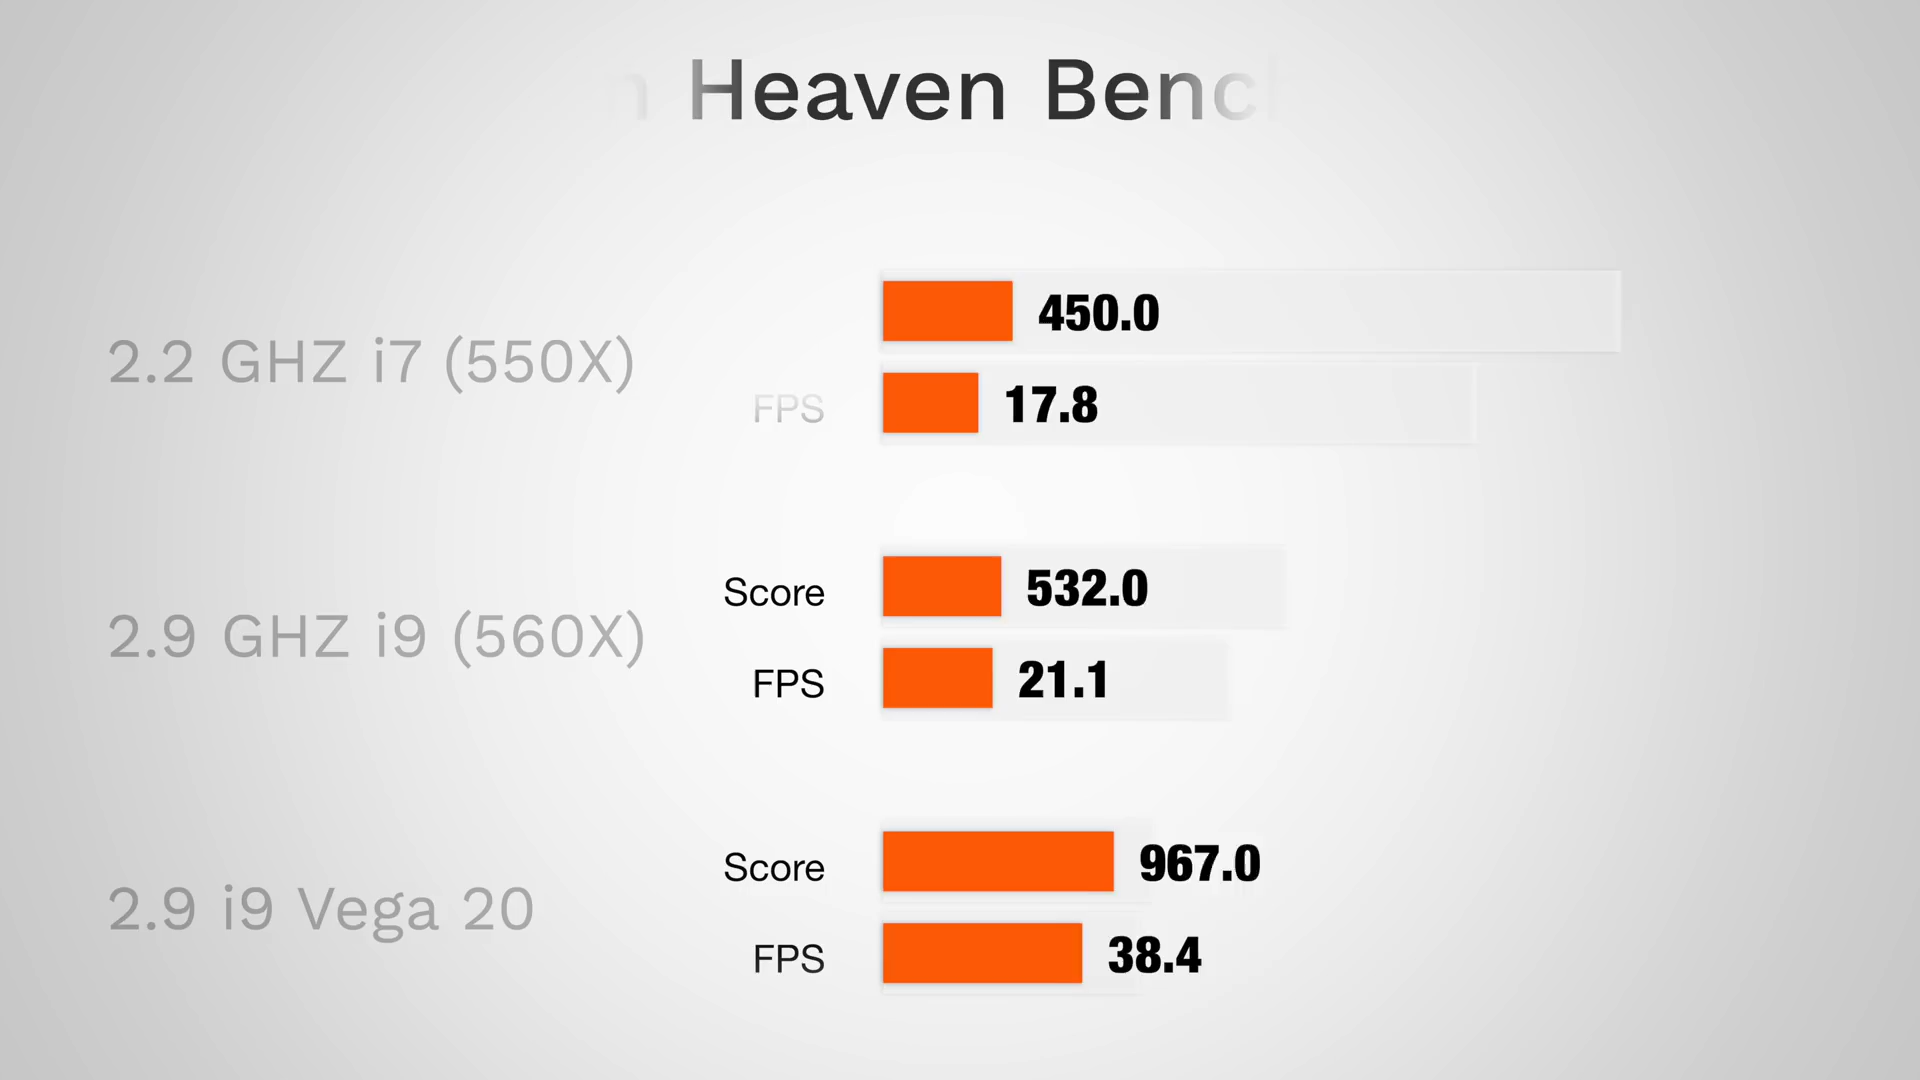 Heaven Benc
2.2 GHZ i7 (550X)
450.0
FPS 17.8
2.9 GHZ i9 (560X)
Score 532.0
FPS 21.1
2.9 i9 Vega 20
Score 967.0
FPS 38.4